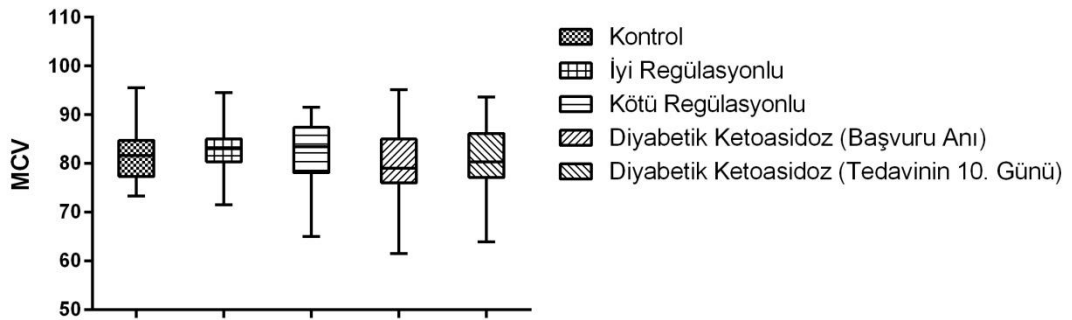 110
100
90
80
70
60
50
MCV
Kontrol
İyi Regülasyonlu
Kötü Regülasyonlu
Diyabetik Ketoasidoz (Başvuru Anı)
Diyabetik Ketoasidoz (Tedavinin 10. Günü)